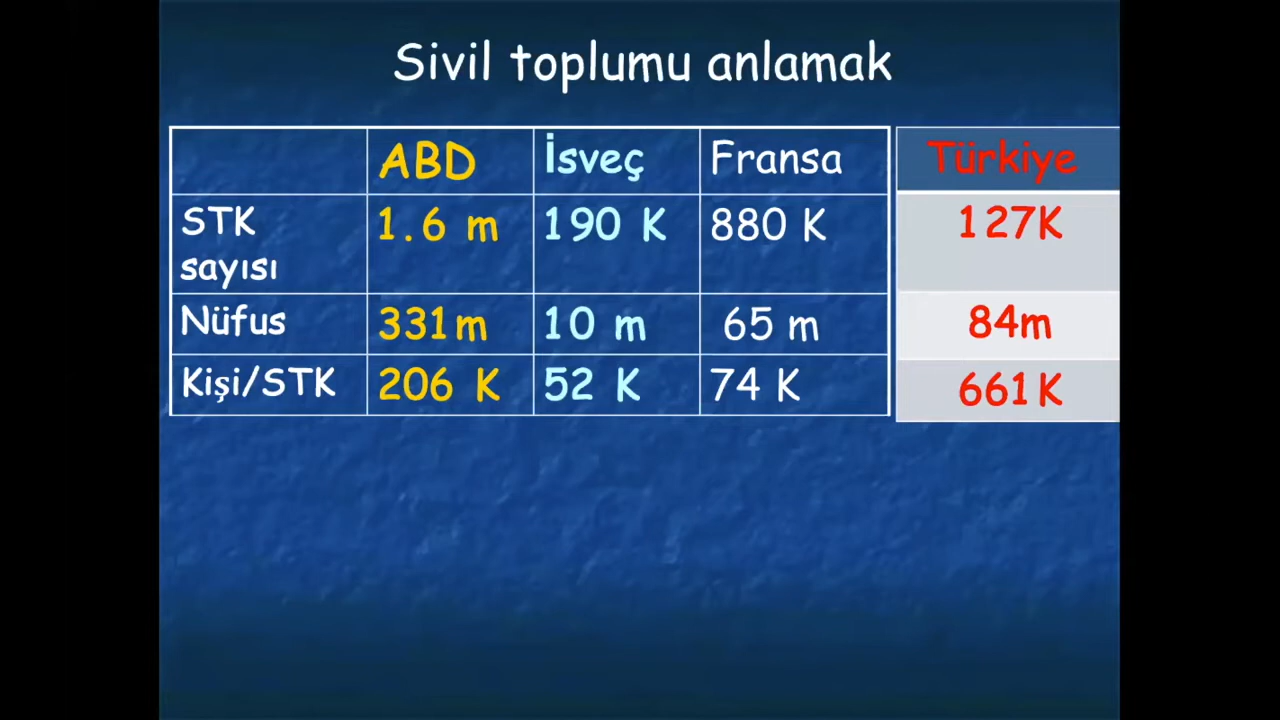 Sivil toplumu anlamak
ABD İsveç Fransa Türkiye
STK sayısı 1.6 m 190 K 880 K 127K
Nüfus 331m 10 m 65 m 84m
Kişi/STK 206 K 52 K 74 K 661K